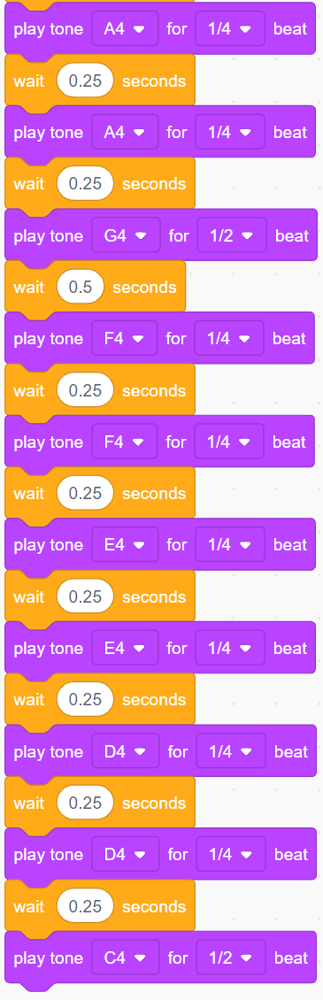 play tone A4 for 1/4 beat
wait 0.25 seconds
play tone A4 for 1/4 beat
wait 0.25 seconds
play tone G4 for 1/2 beat
wait 0.5 seconds
play tone F4 for 1/4 beat
wait 0.25 seconds
play tone F4 for 1/4 beat
wait 0.25 seconds
play tone E4 for 1/4 beat
wait 0.25 seconds
play tone E4 for 1/4 beat
wait 0.25 seconds
play tone D4 for 1/4 beat
wait 0.25 seconds
play tone D4 for 1/4 beat
wait 0.25 seconds
play tone C4 for 1/2 beat